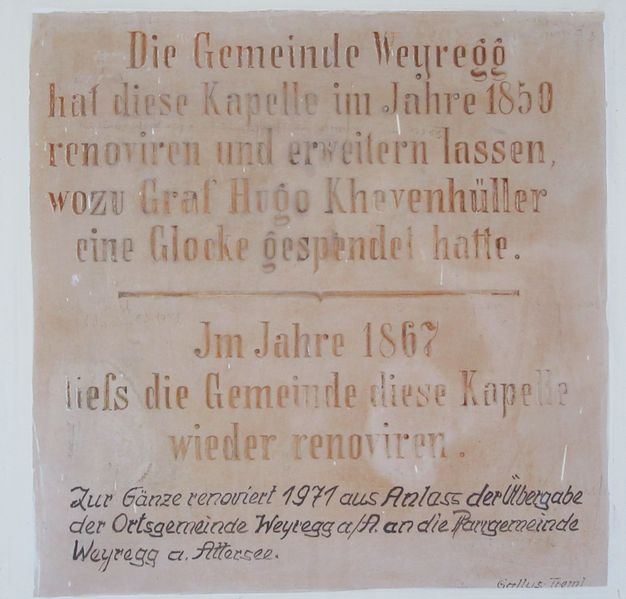 Die Gemeinde Weyregg
hat diese Kapelle im Jahre 1850
renoviren und erweitern lassen,
wozu Graf Hugo Khevenhüller
eine Glocke gespendet hatte.
Jm Jahre 1867
liefs die Gemeinde diese Kapelle
wieder renoviren.
Zur Gänze renoviert 1971 aus Anlass der Übergabe
der Ortsgemeinde Weyregg a/A. an die Pfarrgemeinde
Weyregg a. Attersee.
Gallus Treml